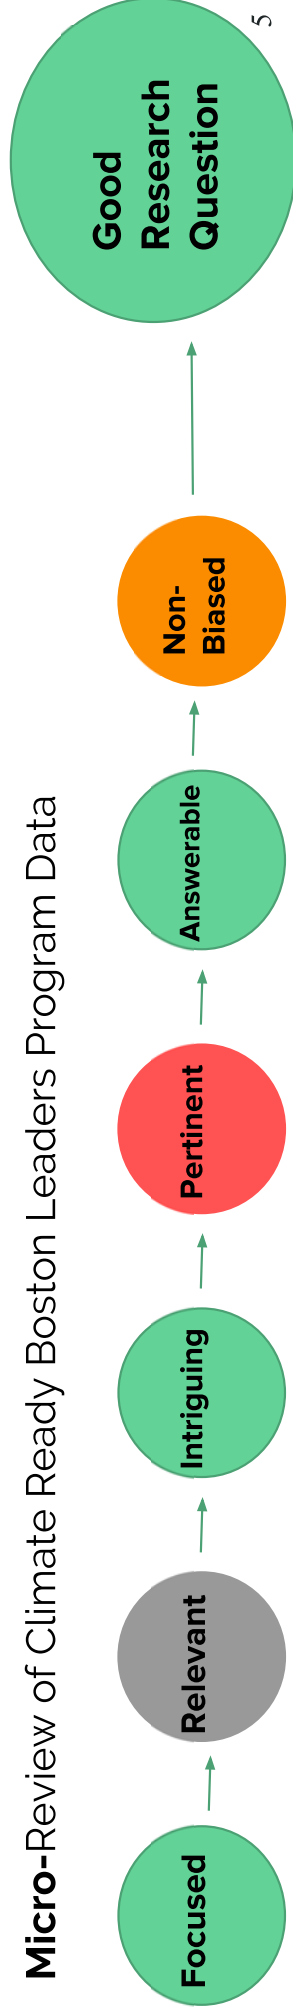 Micro-Review of Climate Ready Boston Leaders Program Data
Focused
Relevant
Intriguing
Pertinent
Answerable
Non-
Biased
Good
Research
Question
5